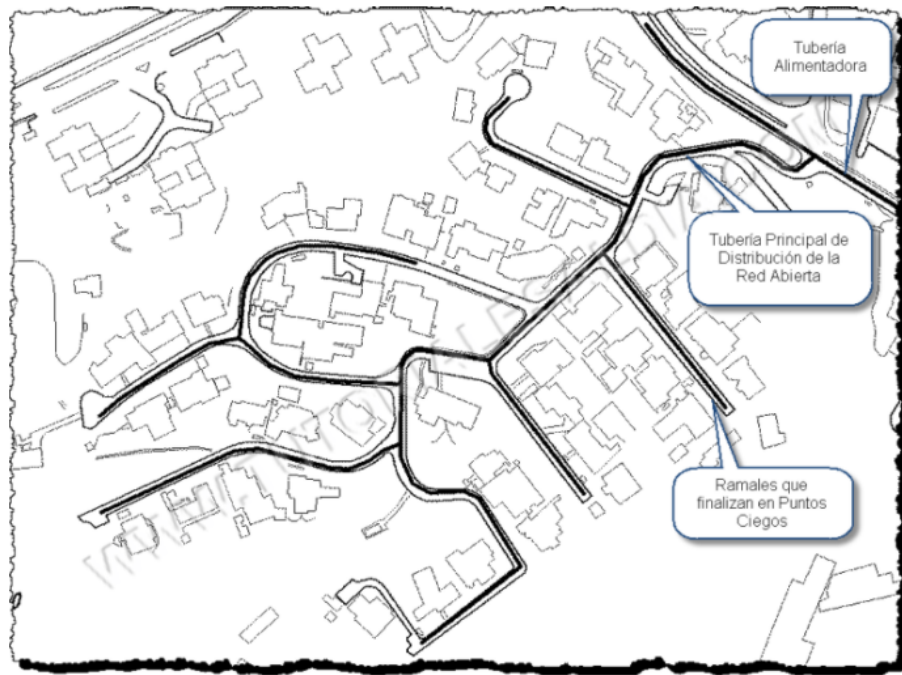 Tubería
Alimentadora
Tubería Principal de
Distribución de la
Red Abierta
Ramales que
finalizan en Puntos
Ciegos